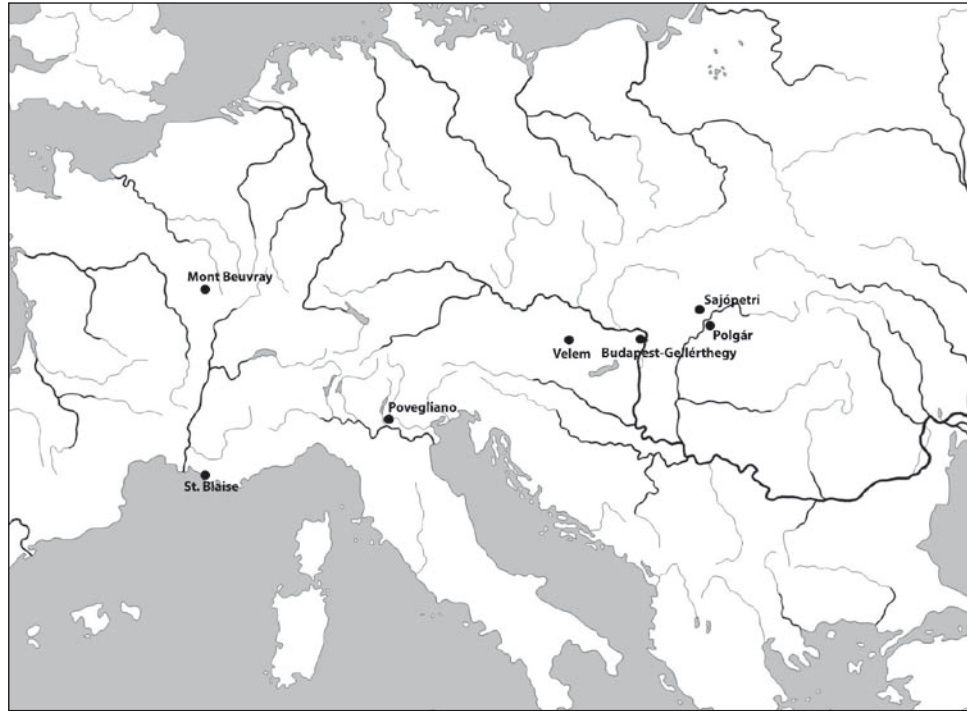 Mont Beuvray
Sajópetri
Polgár
Velem
Budapest-Gellérthegy
Povegliano
St. Blaise